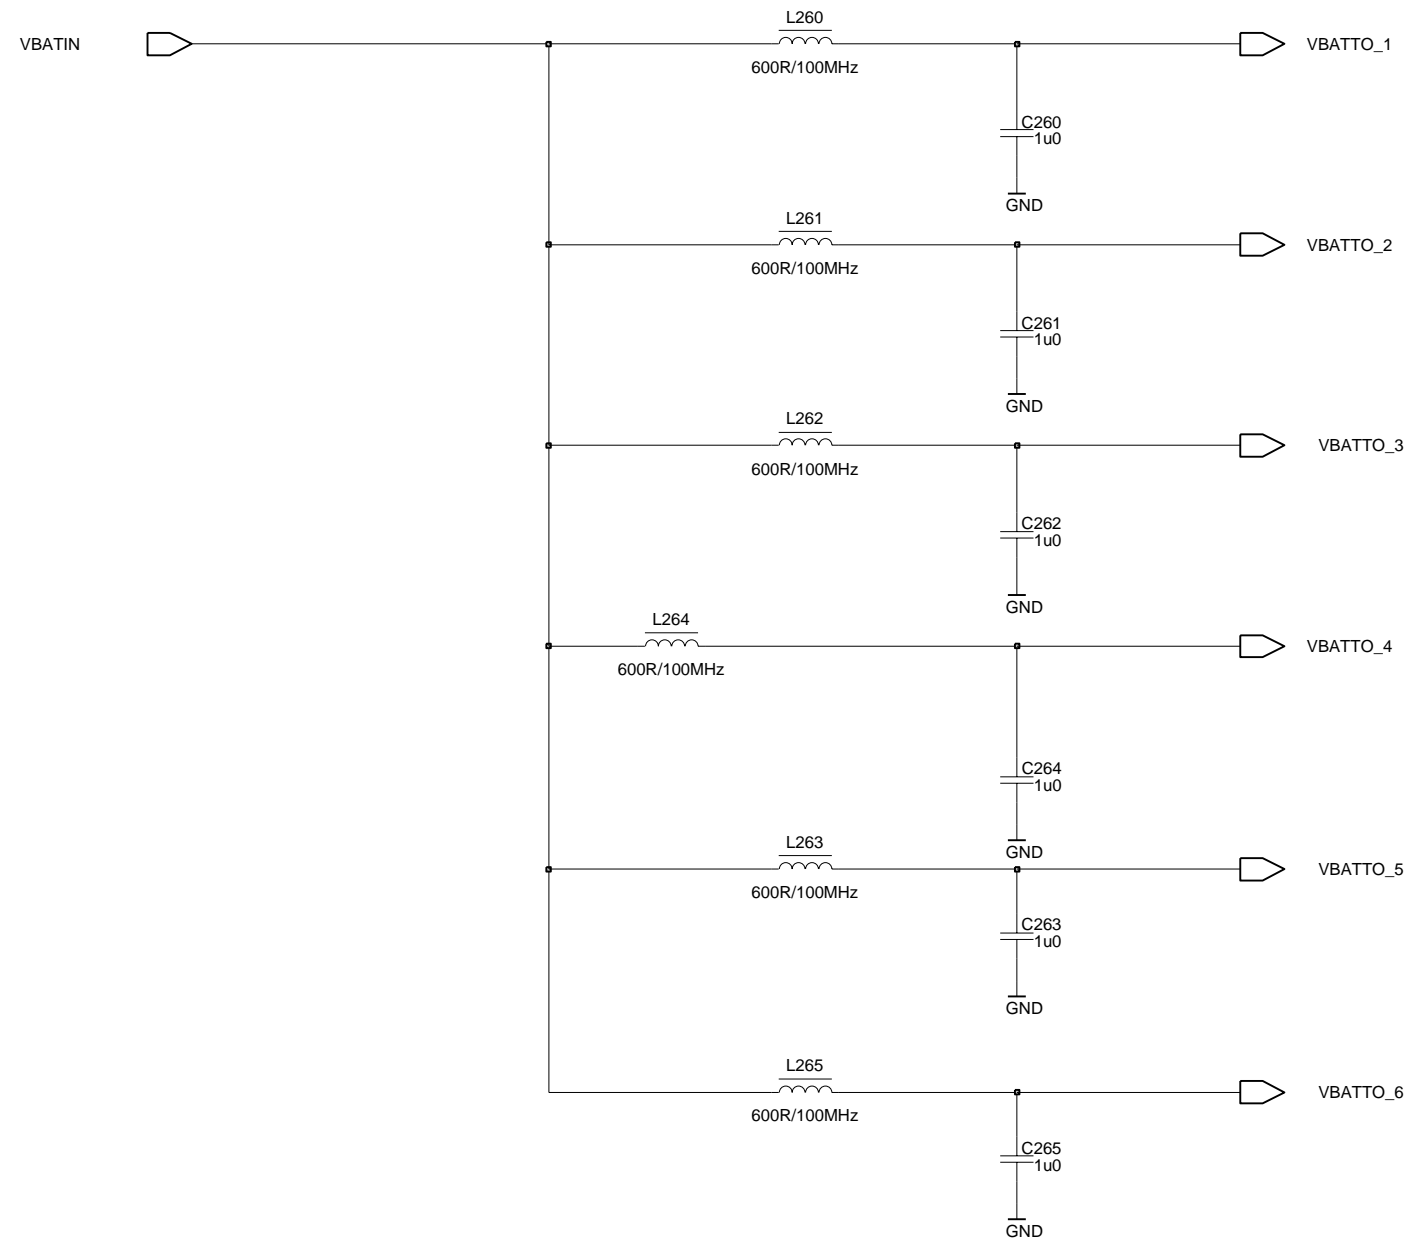 L260
VBATIN
VBATTO_1
600R/100MHz
C260
1u0
GND
L261
VBATTO_2
600R/100MHz
C261
1u0
GND
L262
VBATTO_3
600R/100MHz
C262
1u0
GND
L264
VBATTO_4
600R/100MHz
C264
1u0
GND
L263
VBATTO_5
600R/100MHz
C263
1u0
GND
L265
VBATTO_6
600R/100MHz
C265
1u0
GND